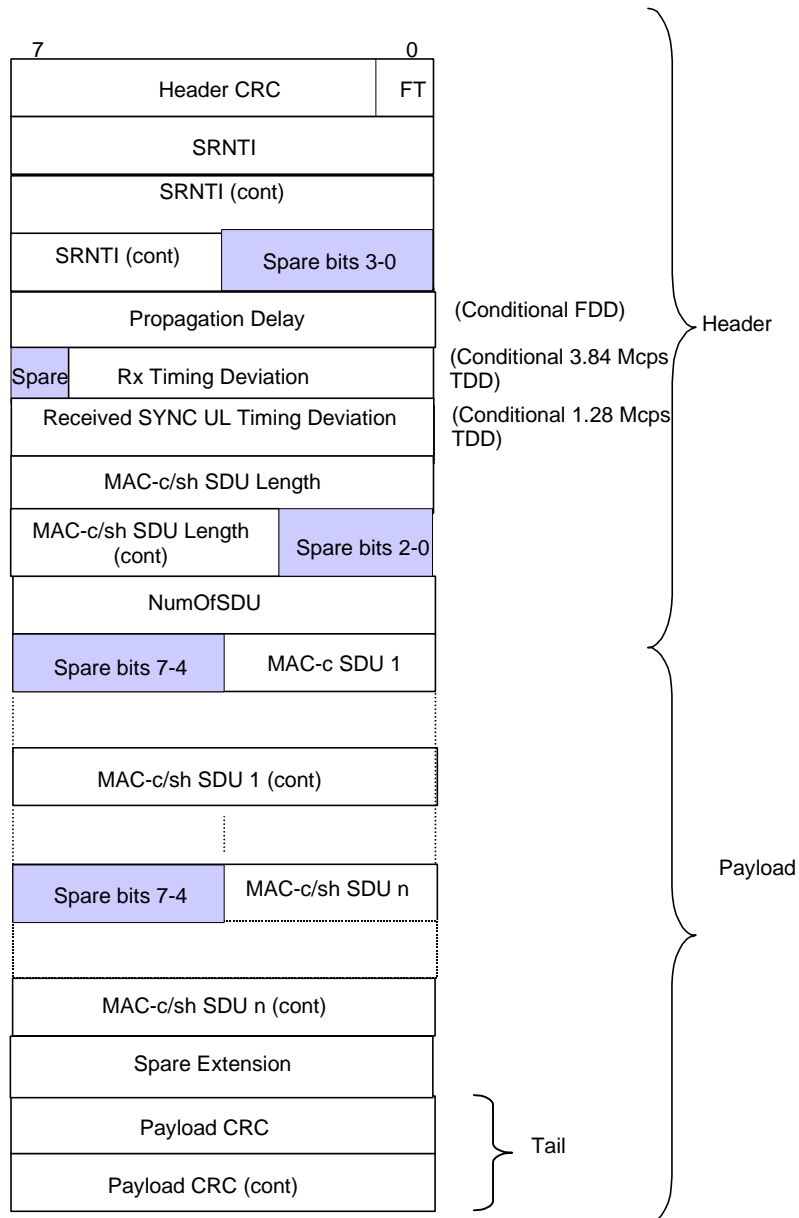 7 0
Header CRC FT
SRNTI
SRNTI (cont)
SRNTI (cont) Spare bits 3-0
Propagation Delay (Conditional FDD)
Header
Spare Rx Timing Deviation (Conditional 3.84 Mcps
TDD)
Received SYNC UL Timing Deviation (Conditional 1.28 Mcps
TDD)
MAC-c/sh SDU Length
MAC-c/sh SDU Length
(cont)
Spare bits 2-0
NumOfSDU
Spare bits 7-4 MAC-c SDU 1
MAC-c/sh SDU 1 (cont)
Payload
Spare bits 7-4 MAC-c/sh SDU n
MAC-c/sh SDU n (cont)
Spare Extension
Payload CRC
Tail
Payload CRC (cont)